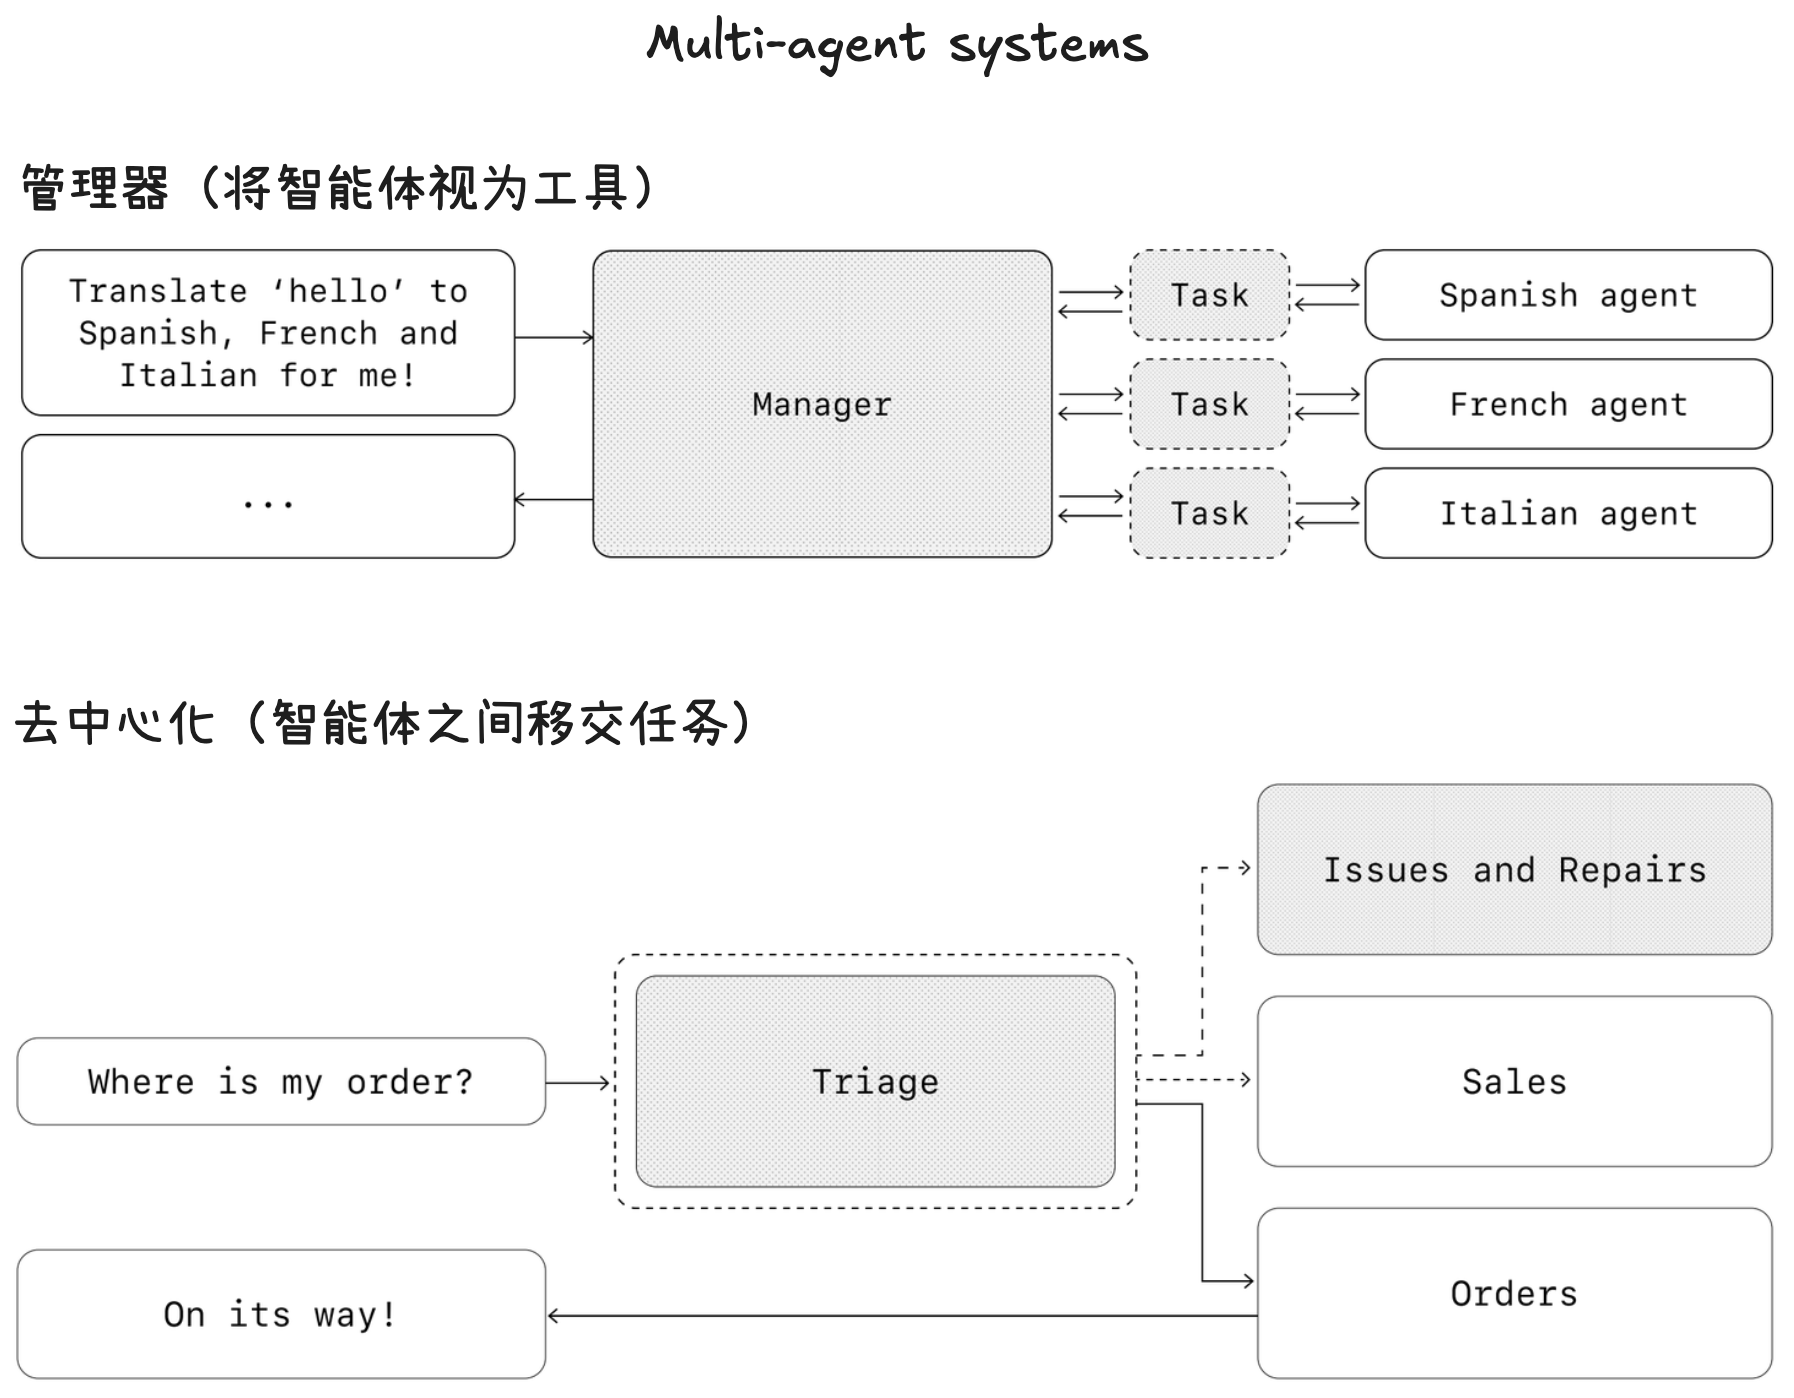 Multi-agent systems
管理器（将智能体视为工具）
Translate ‘hello’ to
Spanish, French and
Italian for me!
...
Manager
Task
Spanish agent
Task
French agent
Task
Italian agent
去中心化（智能体之间移交任务）
Issues and Repairs
Where is my order?
Triage
Sales
On its way!
Orders